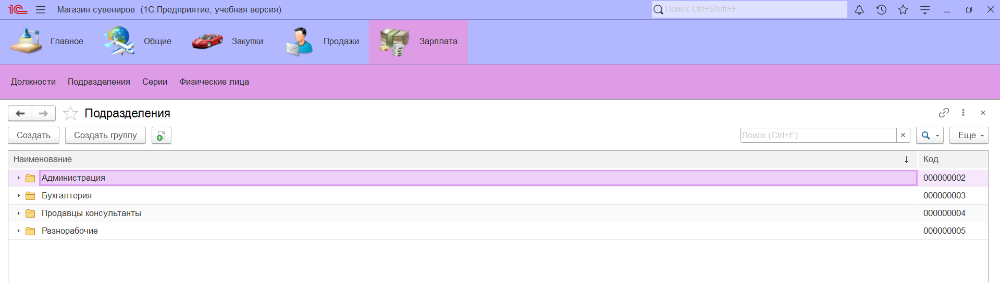 1С Магазин сувениров (1С:Предприятие, учебная версия) Поиск Ctrl+Shift+F
Главное Общие Закупки Продажи Зарплата
Должности Подразделения Серии Физические лица
Подразделения
Создать Создать группу Поиск (Ctrl+F) × Еще
Наименование ↓ Код
Администрация 000000002
Бухгалтерия 000000003
Продавцы консультанты 000000004
Разнорабочие 000000005